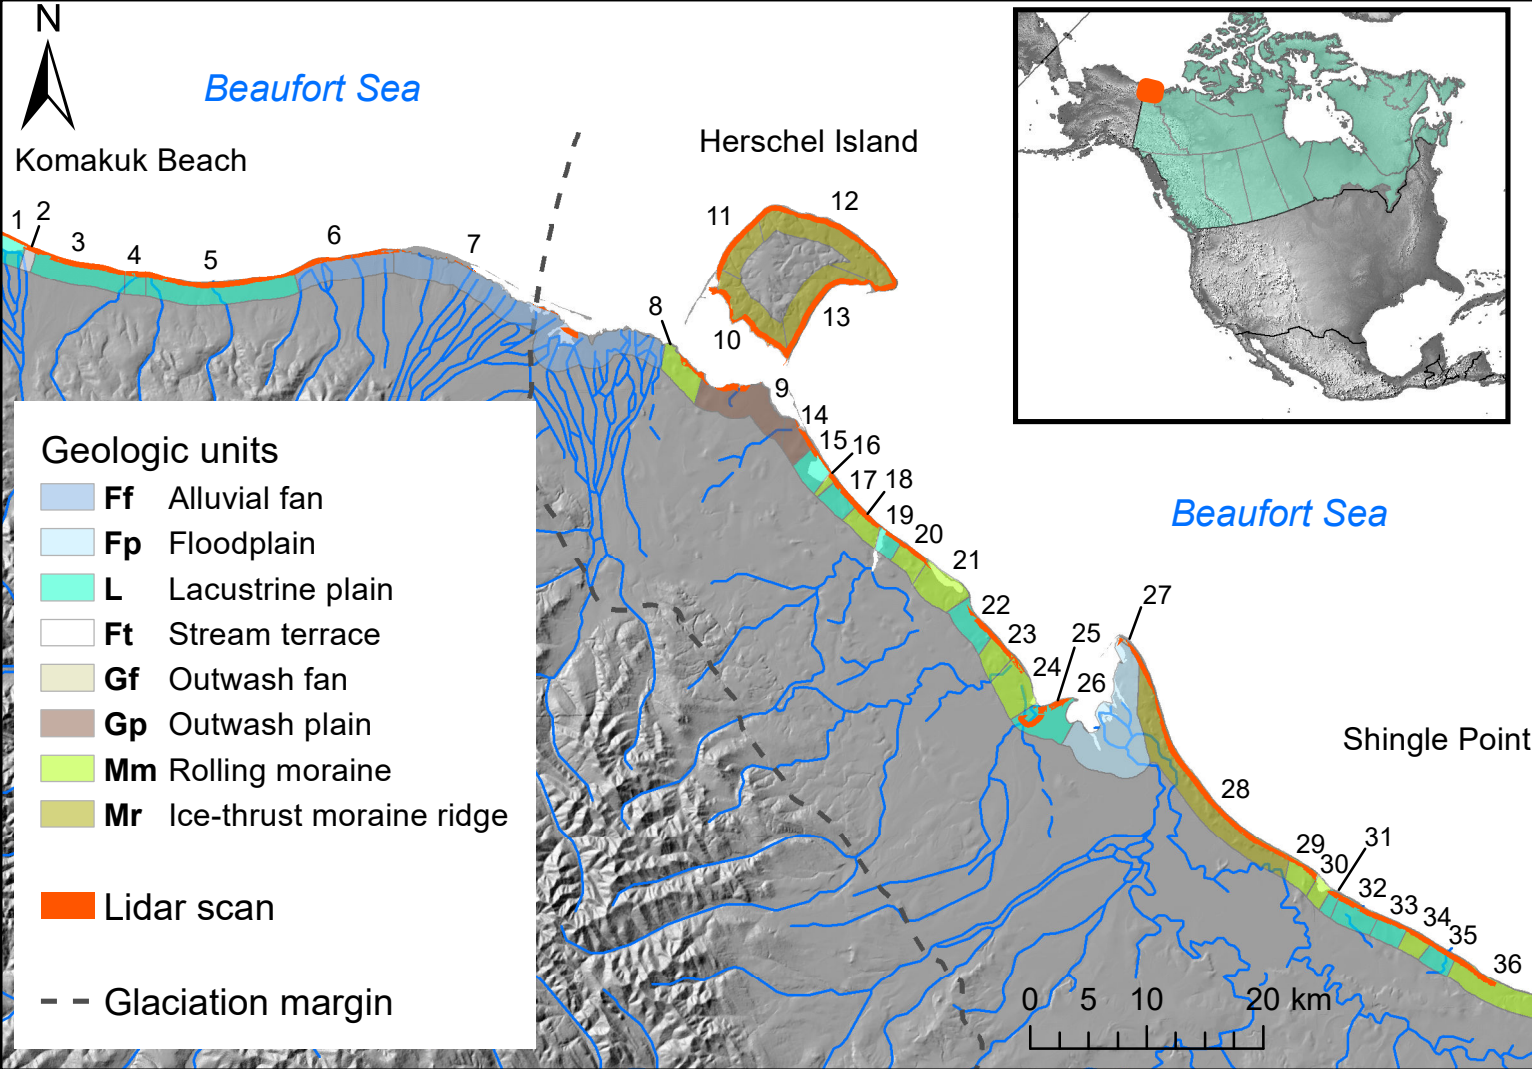 N
Beaufort Sea
Herschel Island
Komakuk Beach
1
2
3
4
5
6
7
8
9
10
11
12
13
14
15
16
17
18
19
20
21
22
23
24
25
26
27
28
29
30
31
32
33
34
35
36
Beaufort Sea
Shingle Point
Geologic units
Ff Alluvial fan
Fp Floodplain
L Lacustrine plain
Ft Stream terrace
Gf Outwash fan
Gp Outwash plain
Mm Rolling moraine
Mr Ice-thrust moraine ridge
Lidar scan
Glaciation margin
0 5 10 20 km